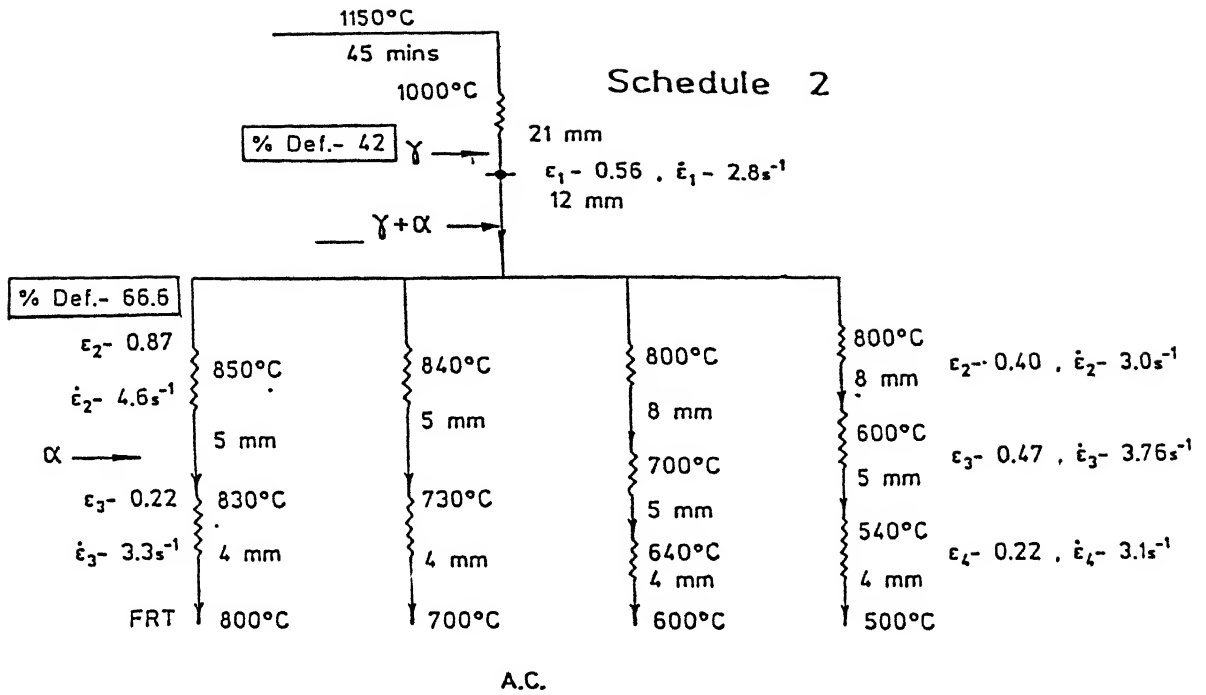 1150°C
45 mins
Schedule 2
1000°C
% Def.- 42
γ
21 mm
ε₁- 0.56 , ε̇₁- 2.8s⁻¹
12 mm
γ+α
% Def.- 66.6
ε₂- 0.87
ε̇₂- 4.6s⁻¹
α
ε₃- 0.22
ε̇₃- 3.3s⁻¹
FRT
850°C
5 mm
830°C
4 mm
800°C
840°C
5 mm
730°C
4 mm
700°C
800°C
8 mm
700°C
5 mm
640°C
4 mm
600°C
800°C
8 mm
600°C
5 mm
540°C
4 mm
500°C
ε₂- 0.40 , ε̇₂- 3.0s⁻¹
ε₃- 0.47 , ε̇₃- 3.76s⁻¹
ε₄- 0.22 , ε̇₄- 3.1s⁻¹
A.C.